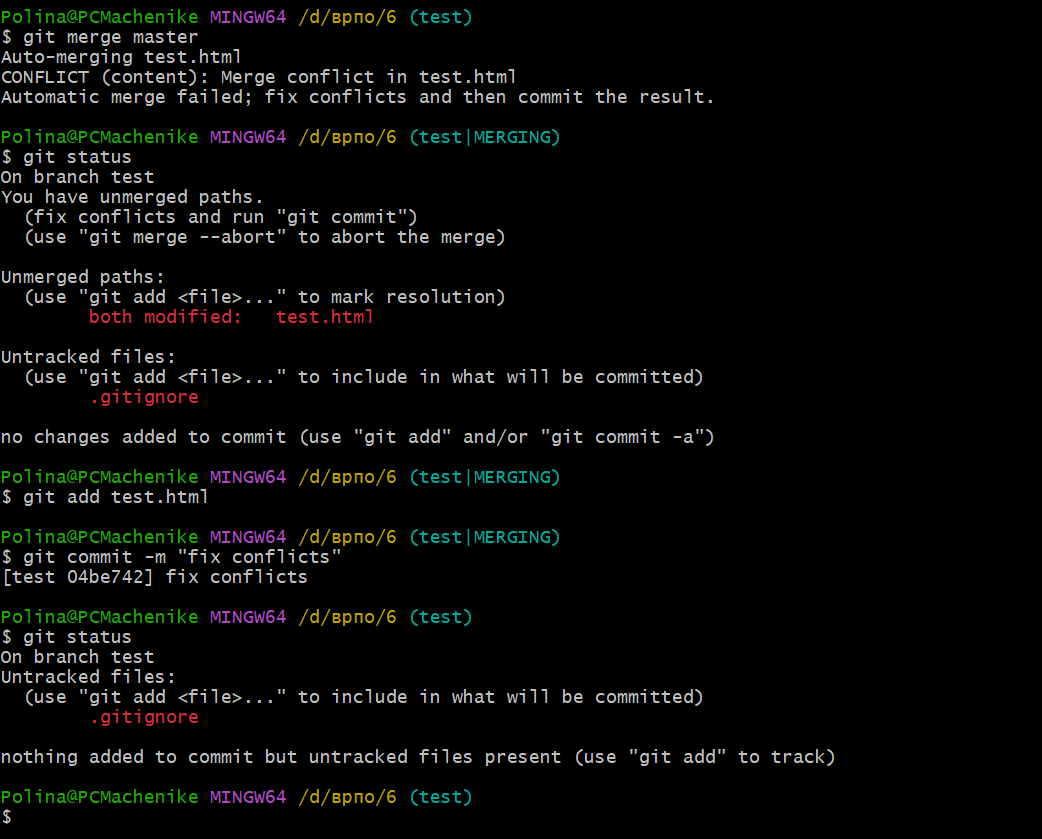 Polina@PCMachenike MINGW64 /d/врпо/6 (test)
$ git merge master
Auto-merging test.html
CONFLICT (content): Merge conflict in test.html
Automatic merge failed; fix conflicts and then commit the result.
Polina@PCMachenike MINGW64 /d/врпо/6 (test|MERGING)
$ git status
On branch test
You have unmerged paths.
  (fix conflicts and run "git commit")
  (use "git merge --abort" to abort the merge)
Unmerged paths:
  (use "git add <file>..." to mark resolution)
        both modified:   test.html
Untracked files:
  (use "git add <file>..." to include in what will be committed)
        .gitignore
no changes added to commit (use "git add" and/or "git commit -a")
Polina@PCMachenike MINGW64 /d/врпо/6 (test|MERGING)
$ git add test.html
Polina@PCMachenike MINGW64 /d/врпо/6 (test|MERGING)
$ git commit -m "fix conflicts"
[test 04be742] fix conflicts
Polina@PCMachenike MINGW64 /d/врпо/6 (test)
$ git status
On branch test
Untracked files:
  (use "git add <file>..." to include in what will be committed)
        .gitignore
nothing added to commit but untracked files present (use "git add" to track)
Polina@PCMachenike MINGW64 /d/врпо/6 (test)
$